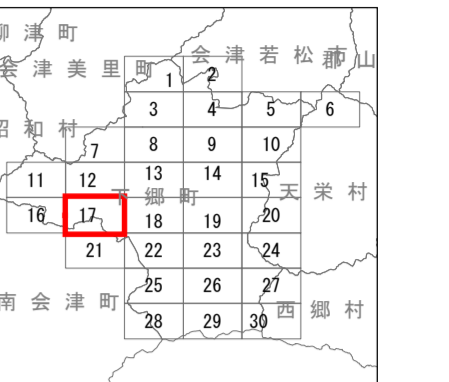 柳津町
会津若松市
郡山
会津美里町
1 2
3 4 5 6
昭和村
7 8 9 10
11 12 13 14 15
下郷町
天栄村
16 17 18 19 20
21 22 23 24
25 26 27
南会津町
西郷村
28 29 30